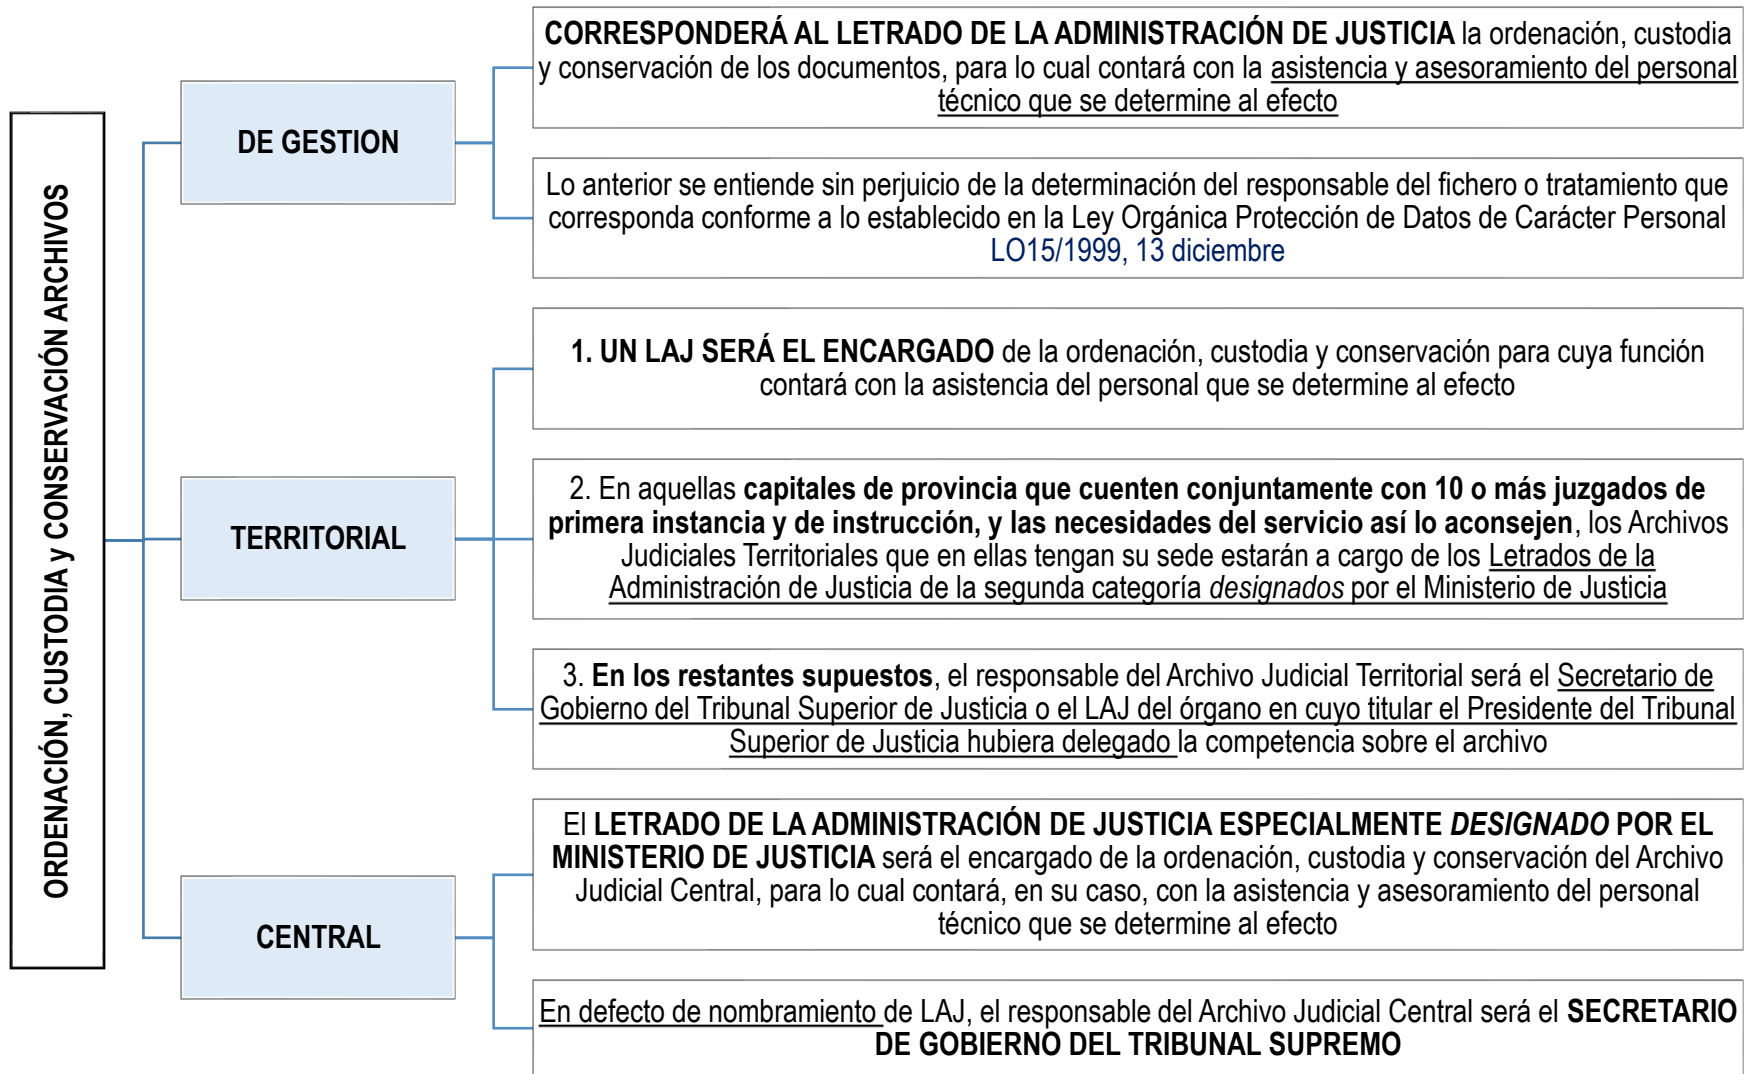 ORDENACIÓN, CUSTODIA y CONSERVACIÓN ARCHIVOS
DE GESTION
CORRESPONDERÁ AL LETRADO DE LA ADMINISTRACIÓN DE JUSTICIA la ordenación, custodia
y conservación de los documentos, para lo cual contará con la asistencia y asesoramiento del personal
técnico que se determine al efecto
Lo anterior se entiende sin perjuicio de la determinación del responsable del fichero o tratamiento que
corresponda conforme a lo establecido en la Ley Orgánica Protección de Datos de Carácter Personal
LO15/1999, 13 diciembre
TERRITORIAL
1. UN LAJ SERÁ EL ENCARGADO de la ordenación, custodia y conservación para cuya función
contará con la asistencia del personal que se determine al efecto
2. En aquellas capitales de provincia que cuenten conjuntamente con 10 o más juzgados de
primera instancia y de instrucción, y las necesidades del servicio así lo aconsejen, los Archivos
Judiciales Territoriales que en ellas tengan su sede estarán a cargo de los Letrados de la
Administración de Justicia de la segunda categoría designados por el Ministerio de Justicia
3. En los restantes supuestos, el responsable del Archivo Judicial Territorial será el Secretario de
Gobierno del Tribunal Superior de Justicia o el LAJ del órgano en cuyo titular el Presidente del Tribunal
Superior de Justicia hubiera delegado la competencia sobre el archivo
CENTRAL
El LETRADO DE LA ADMINISTRACIÓN DE JUSTICIA ESPECIALMENTE DESIGNADO POR EL
MINISTERIO DE JUSTICIA será el encargado de la ordenación, custodia y conservación del Archivo
Judicial Central, para lo cual contará, en su caso, con la asistencia y asesoramiento del personal
técnico que se determine al efecto
En defecto de nombramiento de LAJ, el responsable del Archivo Judicial Central será el SECRETARIO
DE GOBIERNO DEL TRIBUNAL SUPREMO